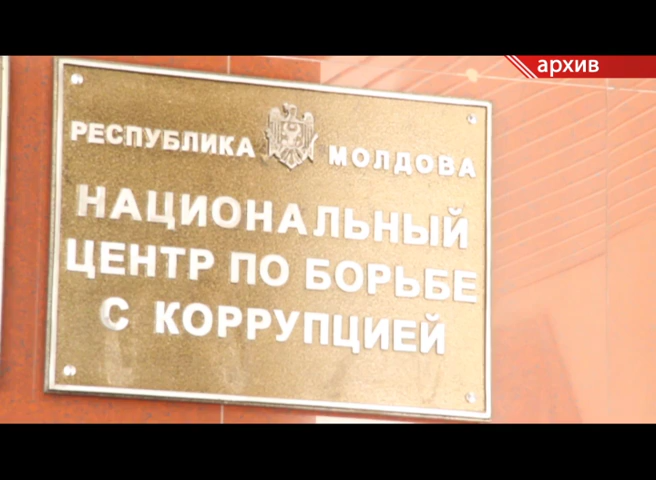 архив
РЕСПУБЛИКА МОЛДОВА
НАЦИОНАЛЬНЫЙ
ЦЕНТР ПО БОРЬБЕ
С КОРРУПЦИЕЙ